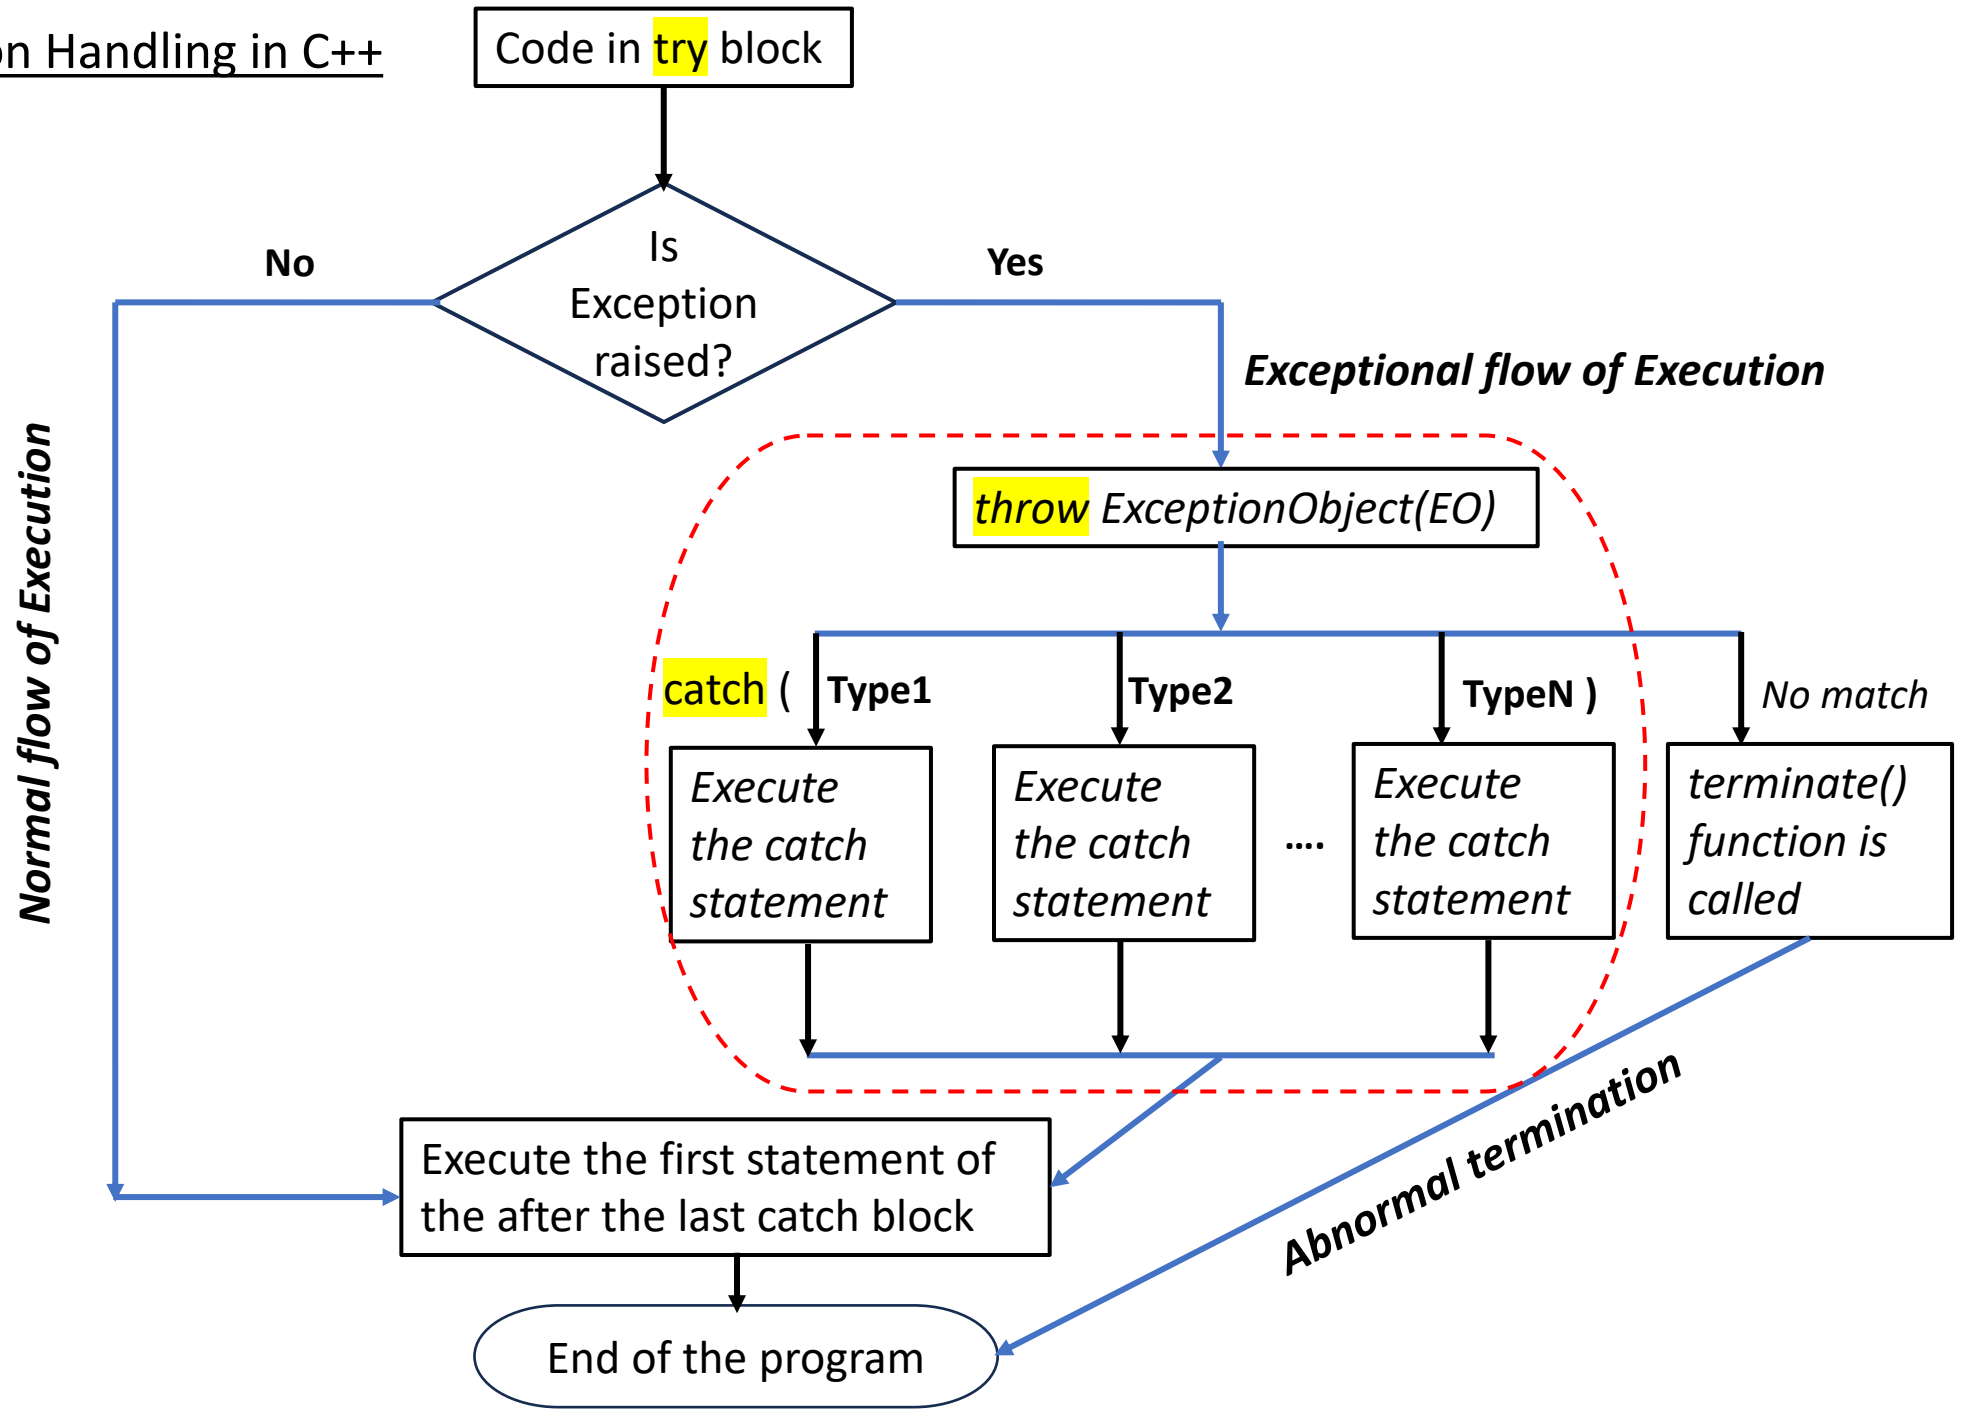 on Handling in C++
Code in try block
Is
Exception
raised?
No
Yes
Exceptional flow of Execution
Normal flow of Execution
throw ExceptionObject(EO)
catch ( Type1 Type2 TypeN ) No match
Execute
the catch
statement
Execute
the catch
statement
....
Execute
the catch
statement
terminate()
function is
called
Abnormal termination
Execute the first statement of
the after the last catch block
End of the program